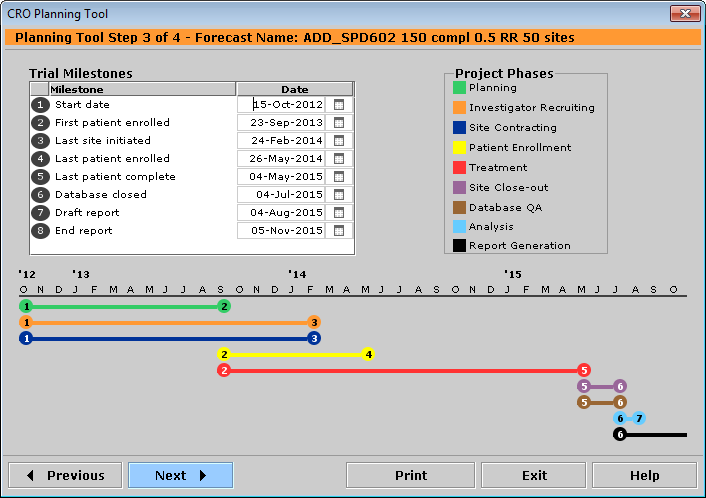 CRO Planning Tool
Planning Tool Step 3 of 4 - Forecast Name: ADD_SPD602 150 compl 0.5 RR 50 sites
Trial Milestones
Milestone Date
1 Start date 15-Oct-2012
2 First patient enrolled 23-Sep-2013
3 Last site initiated 24-Feb-2014
4 Last patient enrolled 26-May-2014
5 Last patient complete 04-May-2015
6 Database closed 04-Jul-2015
7 Draft report 04-Aug-2015
8 End report 05-Nov-2015
Project Phases
Planning
Investigator Recruiting
Site Contracting
Patient Enrollment
Treatment
Site Close-out
Database QA
Analysis
Report Generation
'12 '13 '14 '15
O N D J F M A M J J A S O N D J F M A M J J A S O N D J F M A M J J A S O
1 2
1 3
1 3
2 4
2 5
5 6
5 6
6 7
6
Previous Next Print Exit Help